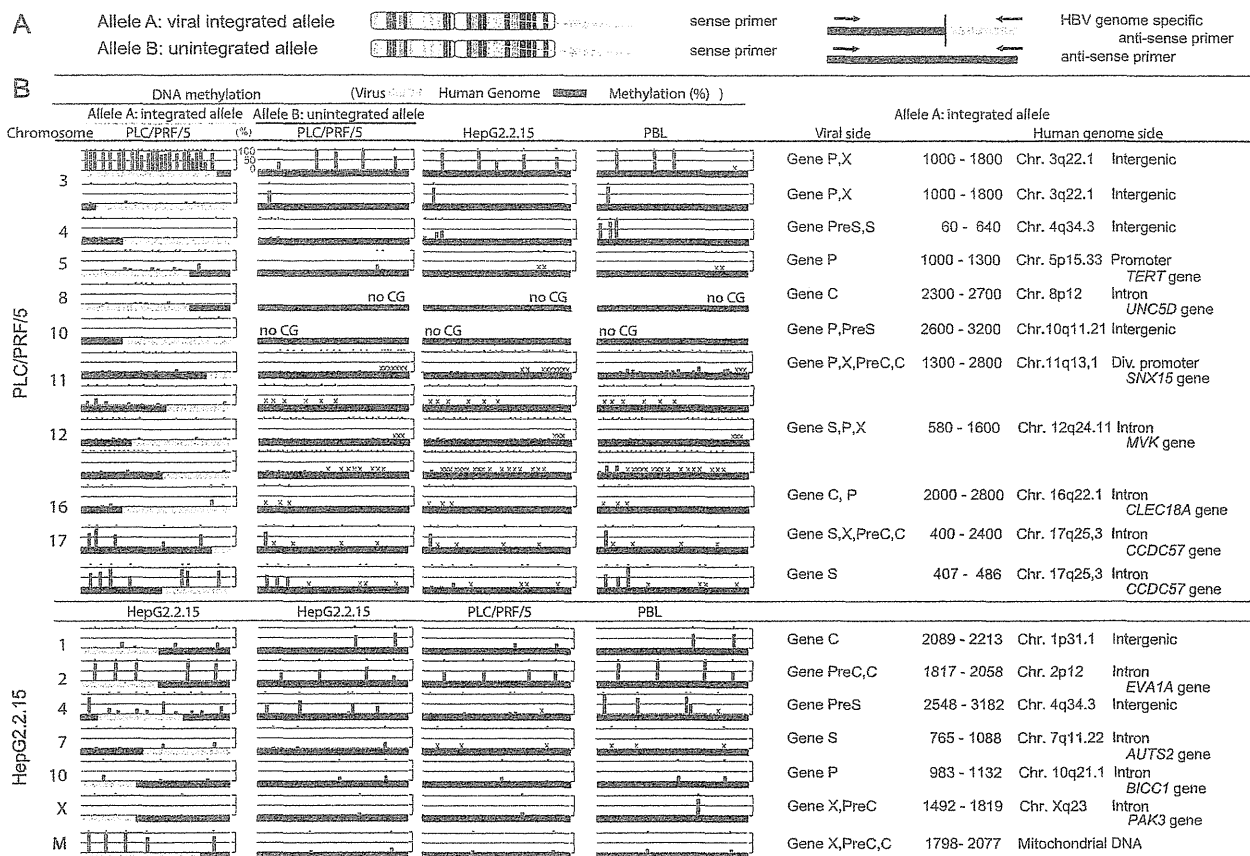 A
Allele A: viral integrated allele
sense primer
HBV genome specific
anti-sense primer
Allele B: unintegrated allele
sense primer
anti-sense primer
B
DNA methylation (Virus Human Genome Methylation (%) )
Allele A: integrated allele Allele B: unintegrated allele Allele A: integrated allele
Chromosome PLC/PRF/5 (%) PLC/PRF/5 HepG2.2.15 PBL Viral side Human genome side
PLC/PRF/5
100
50
0
3 Gene P,X 1000 - 1800 Chr. 3q22.1 Intergenic
Gene P,X 1000 - 1800 Chr. 3q22.1 Intergenic
4 Gene PreS,S 60 - 640 Chr. 4q34.3 Intergenic
5 Gene P 1000 - 1300 Chr. 5p15.33 Promoter
TERT gene
8 no CG no CG no CG Gene C 2300 - 2700 Chr. 8p12 Intron
UNC5D gene
10 no CG no CG no CG Gene P,PreS 2600 - 3200 Chr.10q11.21 Intergenic
11 Gene P,X,PreC,C 1300 - 2800 Chr.11q13,1 Div. promoter
SNX15 gene
12 Gene S,P,X 580 - 1600 Chr. 12q24.11 Intron
MVK gene
16 Gene C, P 2000 - 2800 Chr. 16q22.1 Intron
CLEC18A gene
17 Gene S,X,PreC,C 400 - 2400 Chr. 17q25,3 Intron
CCDC57 gene
Gene S 407 - 486 Chr. 17q25,3 Intron
CCDC57 gene
HepG2.2.15 HepG2.2.15 PLC/PRF/5 PBL
HepG2.2.15
1 Gene C 2089 - 2213 Chr. 1p31.1 Intergenic
2 Gene PreC,C 1817 - 2058 Chr. 2p12 Intron
EVA1A gene
4 Gene PreS 2548 - 3182 Chr. 4q34.3 Intergenic
7 Gene S 765 - 1088 Chr. 7q11.22 Intron
AUTS2 gene
10 Gene P 983 - 1132 Chr. 10q21.1 Intron
BICC1 gene
X Gene X,PreC 1492 - 1819 Chr. Xq23 Intron
PAK3 gene
M Gene X,PreC,C 1798- 2077 Mitochondrial DNA